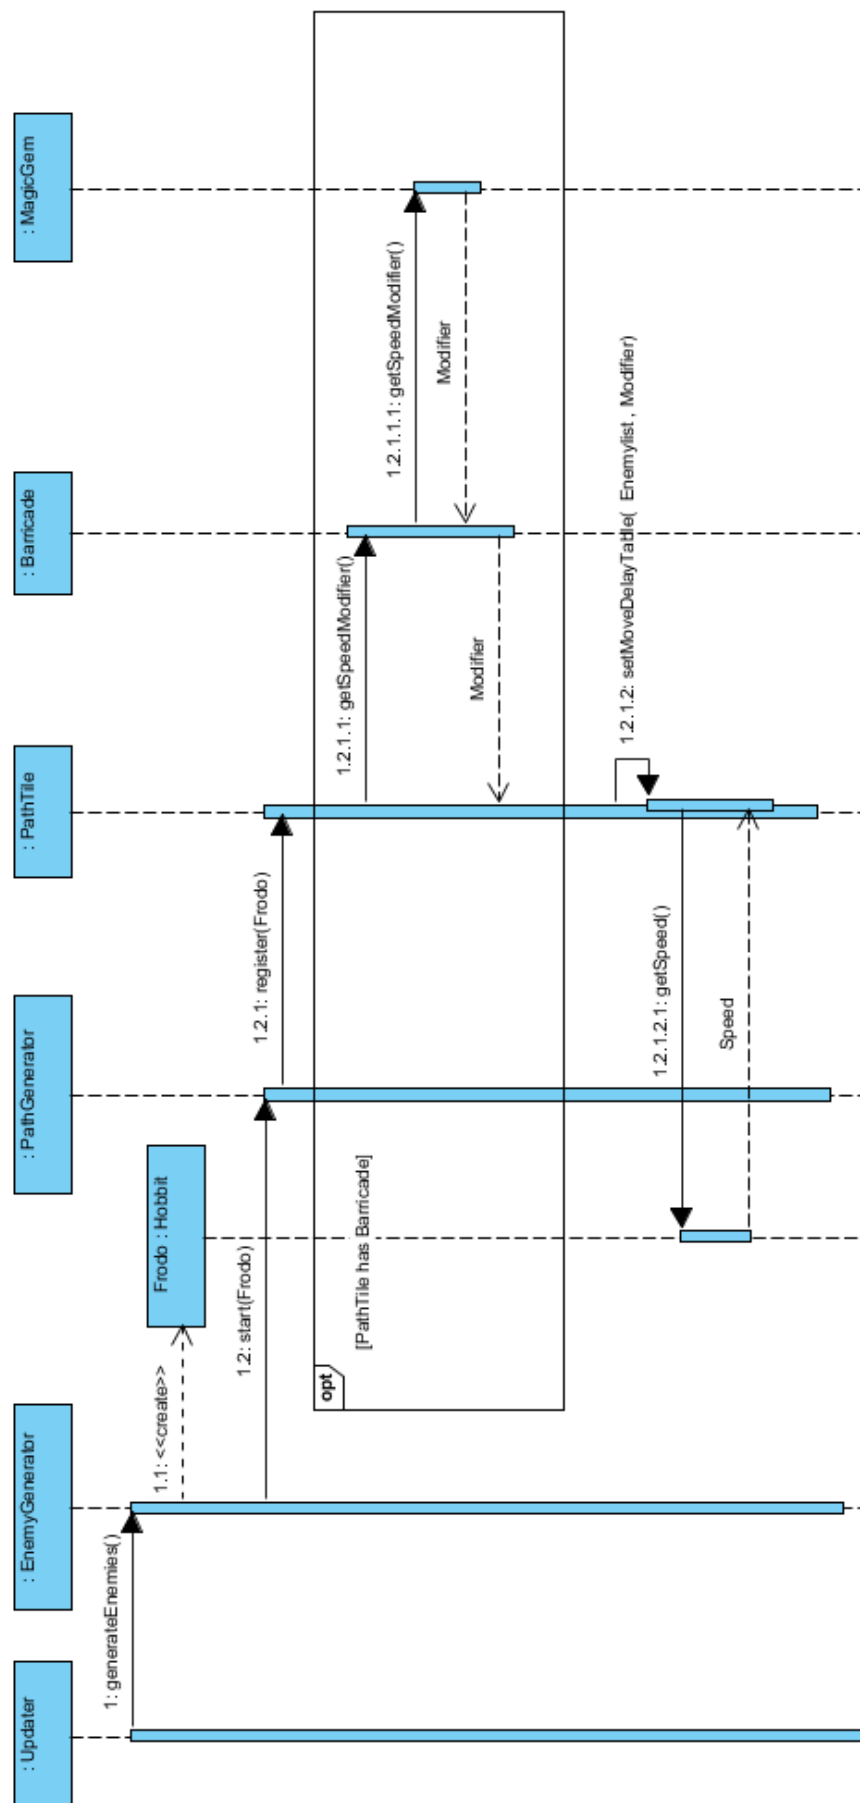 : Updater
: EnemyGenerator
Frodo : Hobbit
: PathGenerator
: PathTile
: Barricade
: MagicGem
1: generateEnemies()
1.1: <<create>>
1.2: start(Frodo)
1.2.1: register(Frodo)
opt
[PathTile has Barricade]
1.2.1.1: getSpeedModifier()
1.2.1.1.1: getSpeedModifier()
Modifier
Modifier
1.2.1.2: setMoveDelayTable( Enemylist , Modifier)
1.2.1.2.1: getSpeed()
Speed